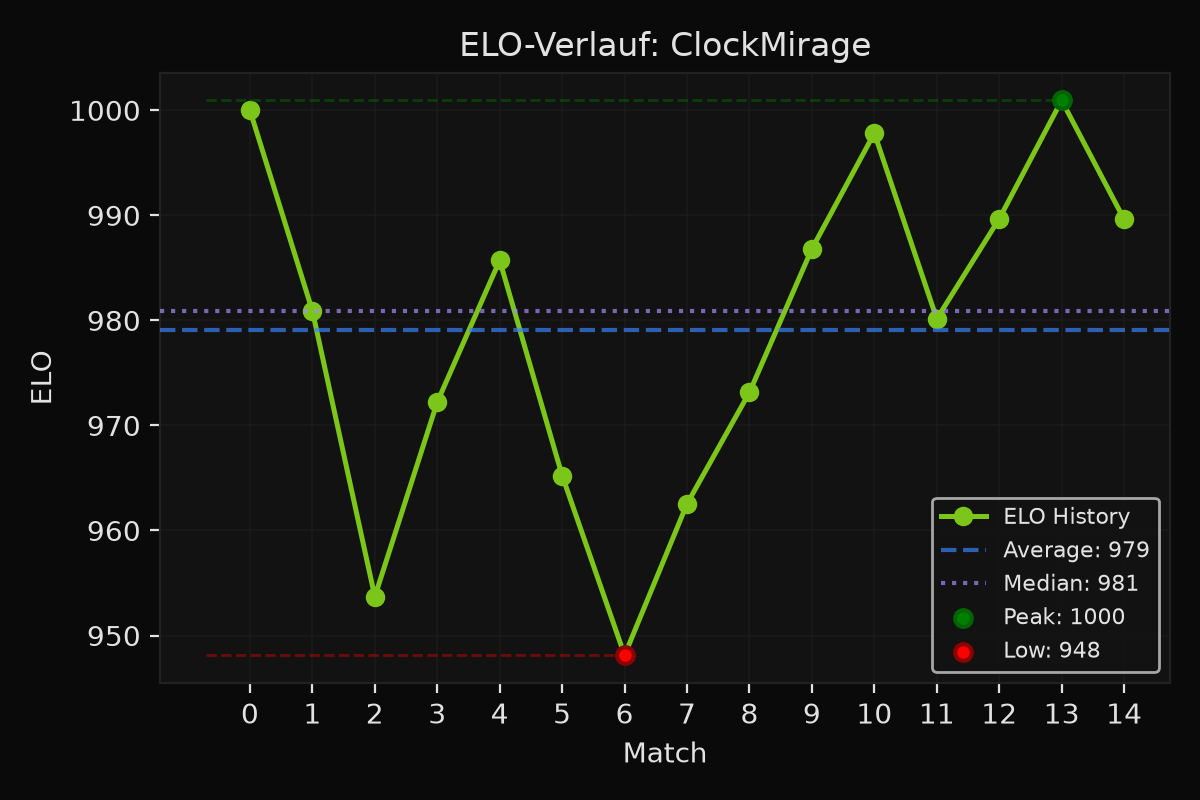 ELO-Verlauf: ClockMirage
1000
990
980
970
960
950
ELO
0 1 2 3 4 5 6 7 8 9 10 11 12 13 14
Match
ELO History
Average: 979
Median: 981
Peak: 1000
Low: 948